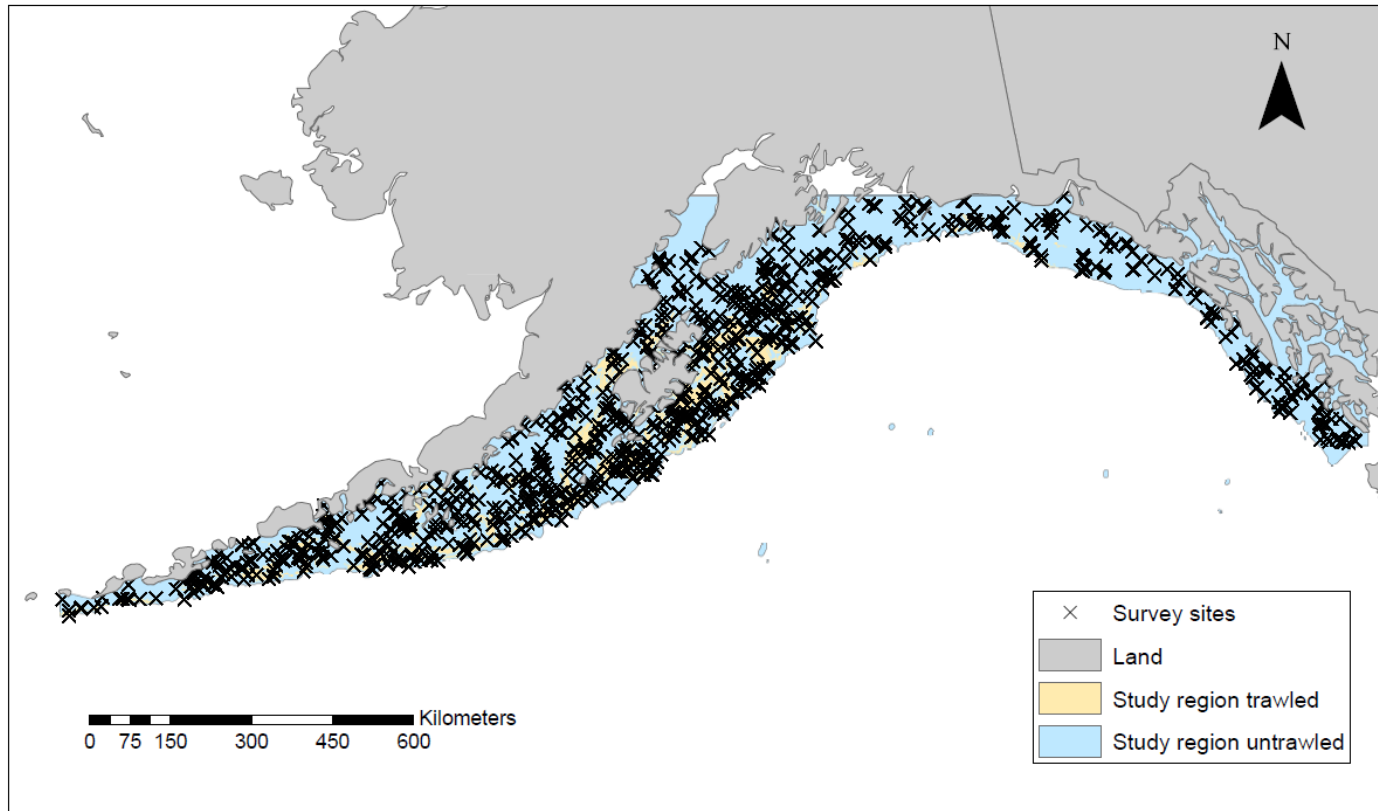 N
Survey sites
Land
Study region trawled
Study region untrawled
Kilometers
0 75 150 300 450 600